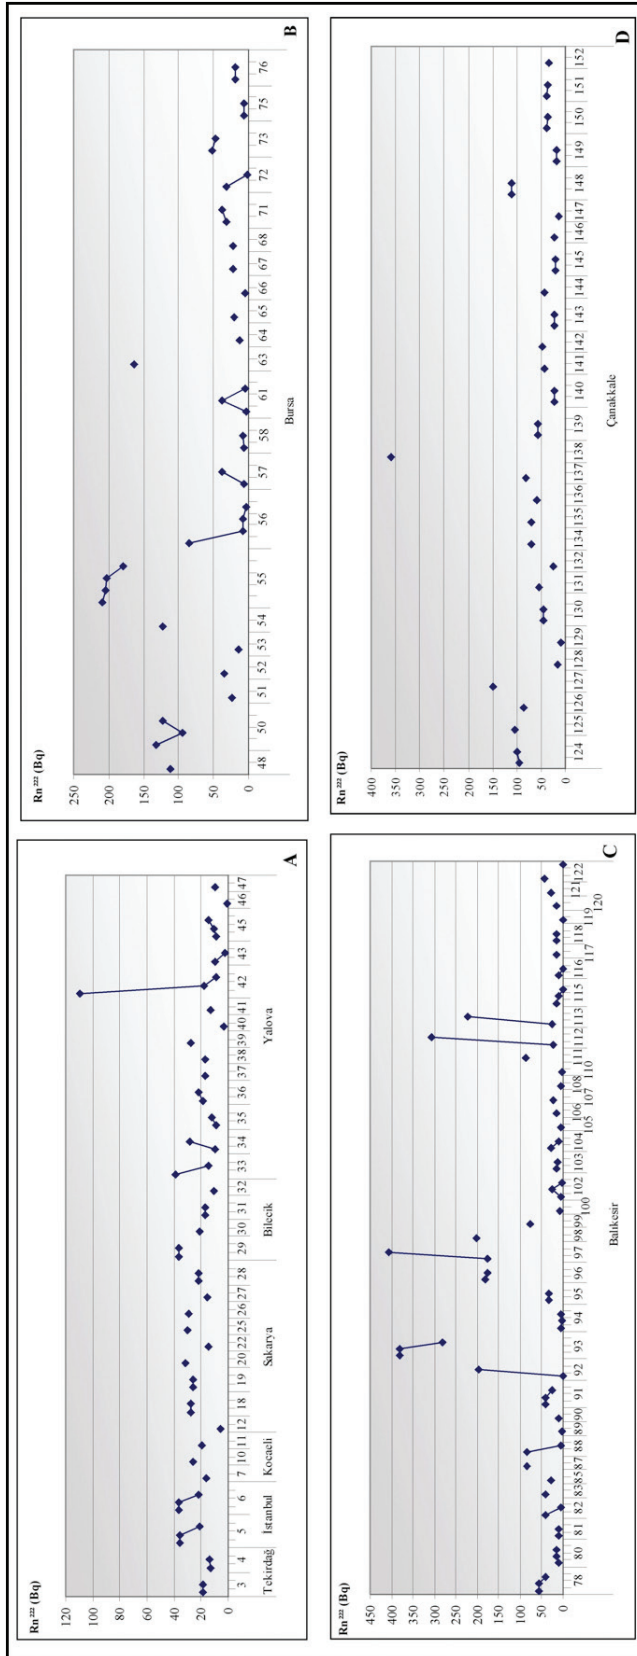 A
Rn²²² (Bq)
120
100
80
60
40
20
0
3 4 5 6 7 10 11 12 18 19 20 22 25 26 27 28 29 30 31 32 33 34 35 36 37 38 39 40 41 42 43 45 46 47
Tekirdağ İstanbul Kocaeli Sakarya Bilecik Yalova
B
Rn²²² (Bq)
250
200
150
100
50
0
48 50 51 52 53 54 55 56 57 58 61 63 64 65 66 67 68 71 72 73 75 76
Bursa
C
Rn²²² (Bq)
450
400
350
300
250
200
150
100
50
0
78 80 81 82 83 85 87 88 89 90 91 92 93 94 95 96 97 98 99 100 102 103 104 105 106 107 108 110 111 112 113 115 116 117 118 119 120 121 122
Balıkesir
D
Rn²²² (Bq)
400
350
300
250
200
150
100
50
0
124 125 126 127 128 129 130 131 132 134 135 136 137 138 139 140 141 142 143 144 145 146 147 148 149 150 151 152
Çanakkale